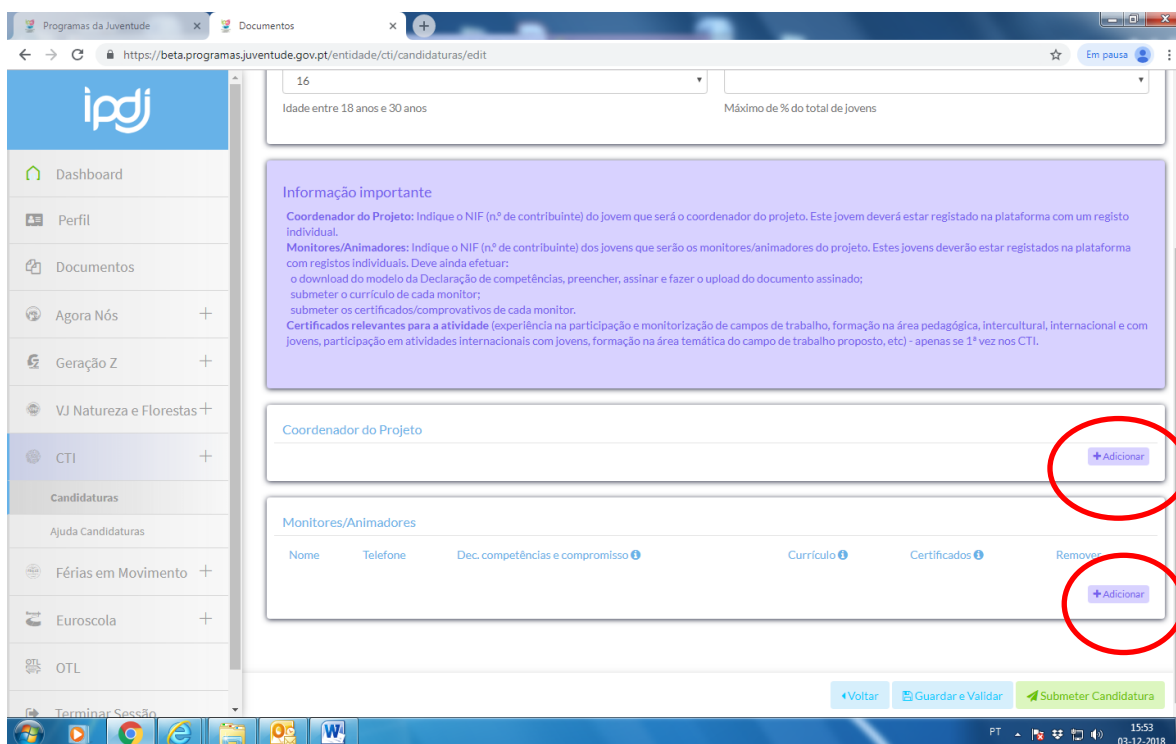 Programas da Juventude
Documentos
https://beta.programas.juventude.gov.pt/entidade/cti/candidaturas/edit
Em pausa
ipdj
Dashboard
Perfil
Documentos
Agora Nós
Geração Z
VJ Natureza e Florestas
CTI
Candidaturas
Ajuda Candidaturas
Férias em Movimento
Euroscola
OTL
Terminar Sessão
16
Idade entre 18 anos e 30 anos
Máximo de % do total de jovens
Informação importante
Coordenador do Projeto: Indique o NIF (n.º de contribuinte) do jovem que será o coordenador do projeto. Este jovem deverá estar registado na plataforma com um registo
individual.
Monitores/Animadores: Indique o NIF (n.º de contribuinte) dos jovens que serão os monitores/animadores do projeto. Estes jovens deverão estar registados na plataforma
com registos individuais. Deve ainda efetuar:
o download do modelo da Declaração de competências, preencher, assinar e fazer o upload do documento assinado;
submeter o currículo de cada monitor;
submeter os certificados/comprovativos de cada monitor.
Certificados relevantes para a atividade (experiência na participação e monitorização de campos de trabalho, formação na área pedagógica, intercultural, internacional e com
jovens, participação em atividades internacionais com jovens, formação na área temática do campo de trabalho proposto, etc) - apenas se 1ª vez nos CTI.
Coordenador do Projeto
+Adicionar
Monitores/Animadores
Nome Telefone Dec. competências e compromisso Currículo Certificados Remover
+Adicionar
Voltar Guardar e Validar Submeter Candidatura
PT 15:53
03-12-2018